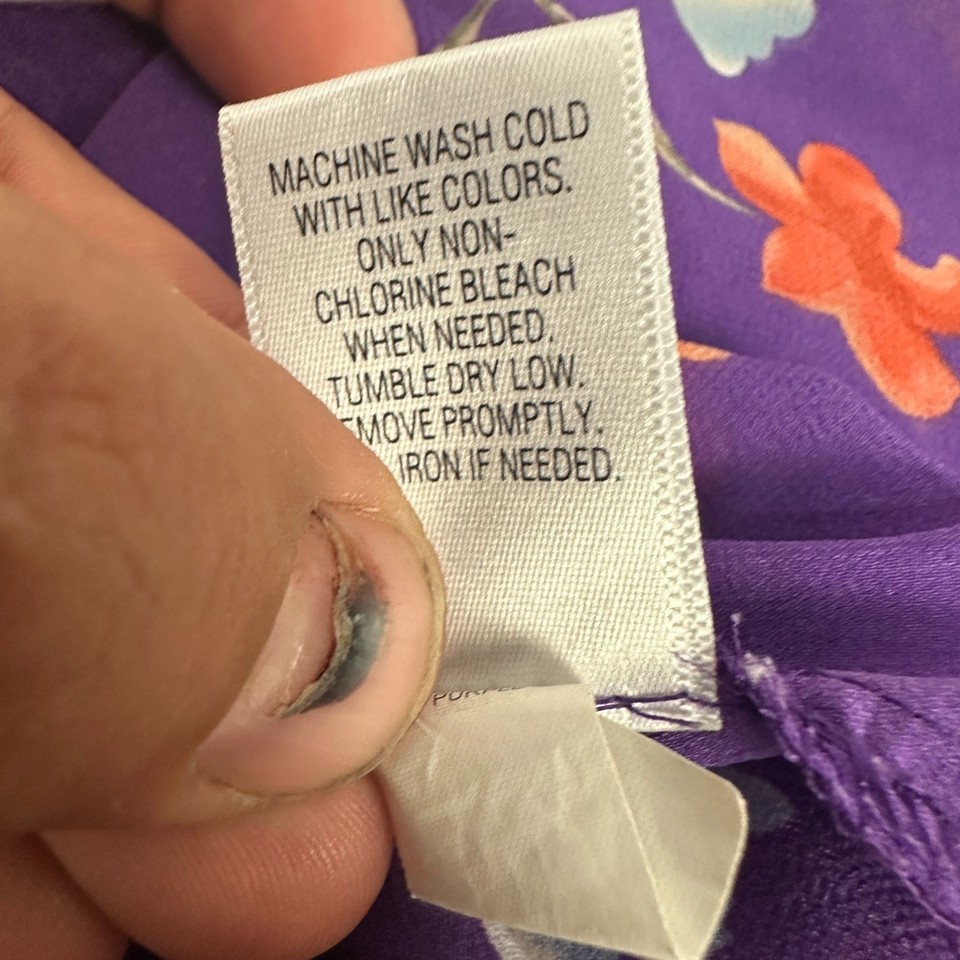 MACHINE WASH COLD
WITH LIKE COLORS.
ONLY NON-
CHLORINE BLEACH
WHEN NEEDED.
TUMBLE DRY LOW.
EMOVE PROMPTLY.
IRON IF NEEDED.